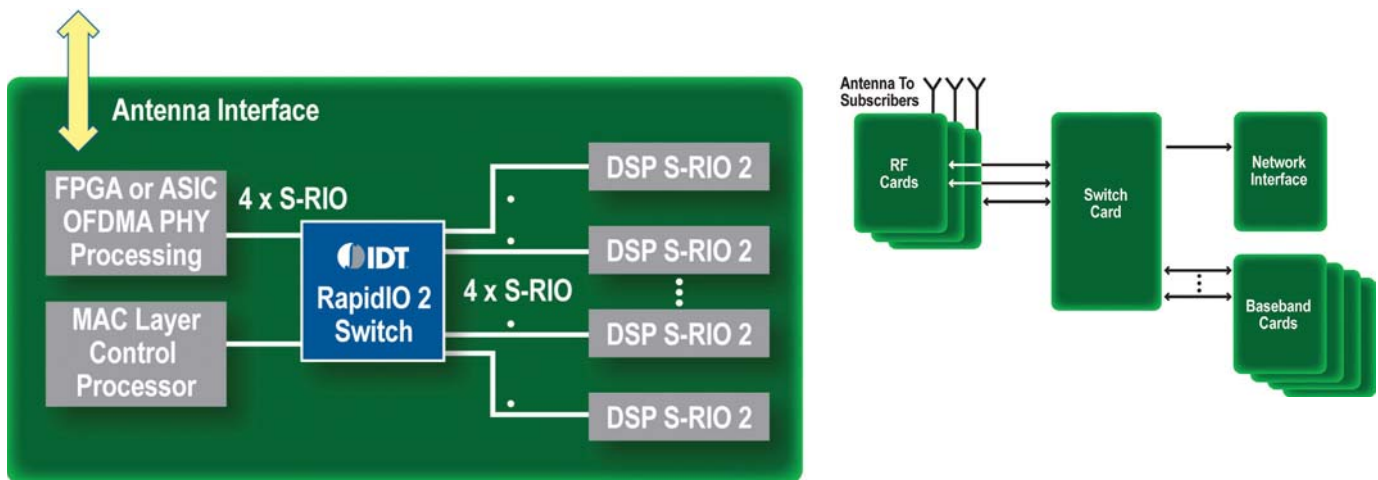 Antenna Interface
FPGA or ASIC
OFDMA PHY
Processing
4 x S-RIO
MAC Layer
Control
Processor
IDT
RapidIO 2
Switch
4 x S-RIO
DSP S-RIO 2
DSP S-RIO 2
DSP S-RIO 2
DSP S-RIO 2
Antenna To
Subscribers
RF
Cards
Switch
Card
Network
Interface
Baseband
Cards